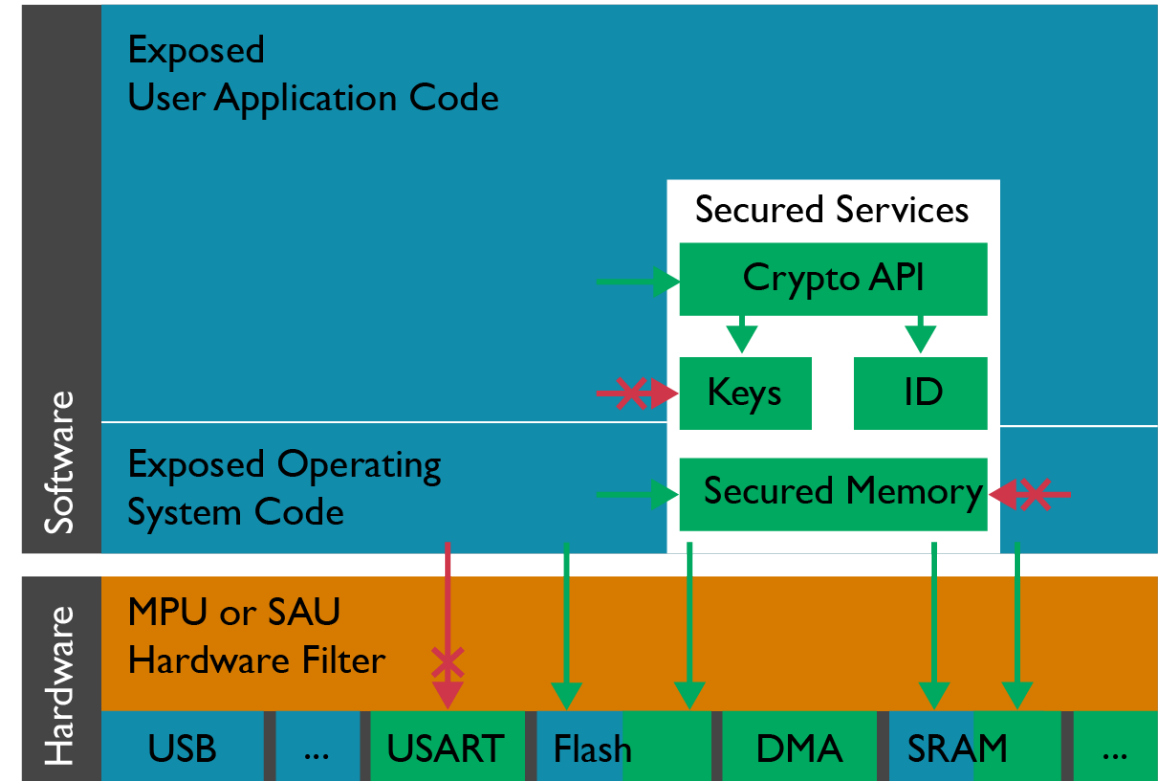 Software
Exposed
User Application Code
Secured Services
Crypto API
Keys
ID
Exposed Operating
System Code
Secured Memory
Hardware
MPU or SAU
Hardware Filter
USB
...
USART
Flash
DMA
SRAM
...